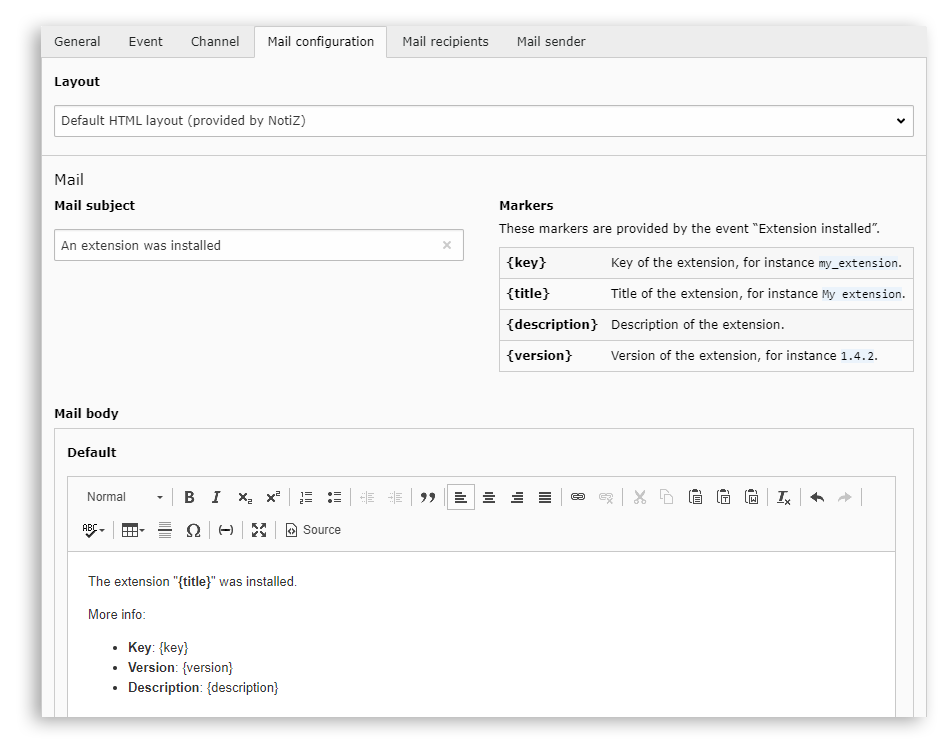 General Event Channel Mail configuration Mail recipients Mail sender
Layout
Default HTML layout (provided by NotiZ)
Mail
Mail subject
An extension was installed
Markers
These markers are provided by the event “Extension installed”.
{key} Key of the extension, for instance my_extension.
{title} Title of the extension, for instance My extension.
{description} Description of the extension.
{version} Version of the extension, for instance 1.4.2.
Mail body
Default
Normal B I x₂ x² Ix
ABC Ω Source
The extension "{title}" was installed.
More info:
• Key: {key}
• Version: {version}
• Description: {description}